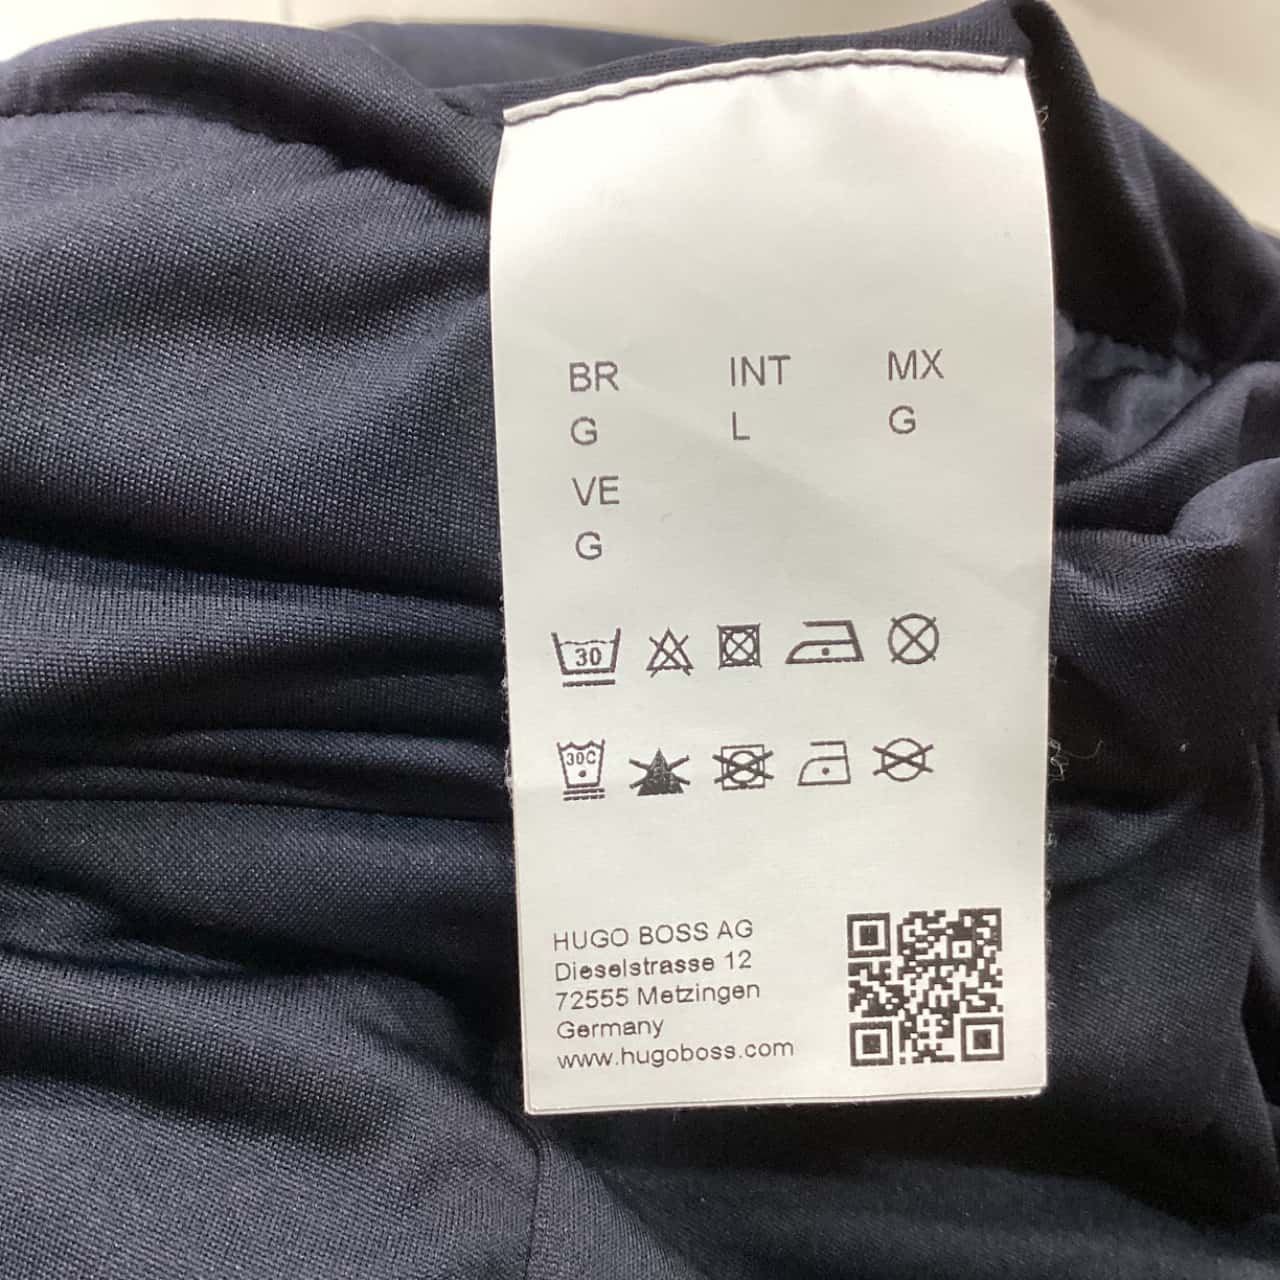 BR INT MX
G L G
VE
G
30
30C
HUGO BOSS AG
Dieselstrasse 12
72555 Metzingen
Germany
www.hugoboss.com